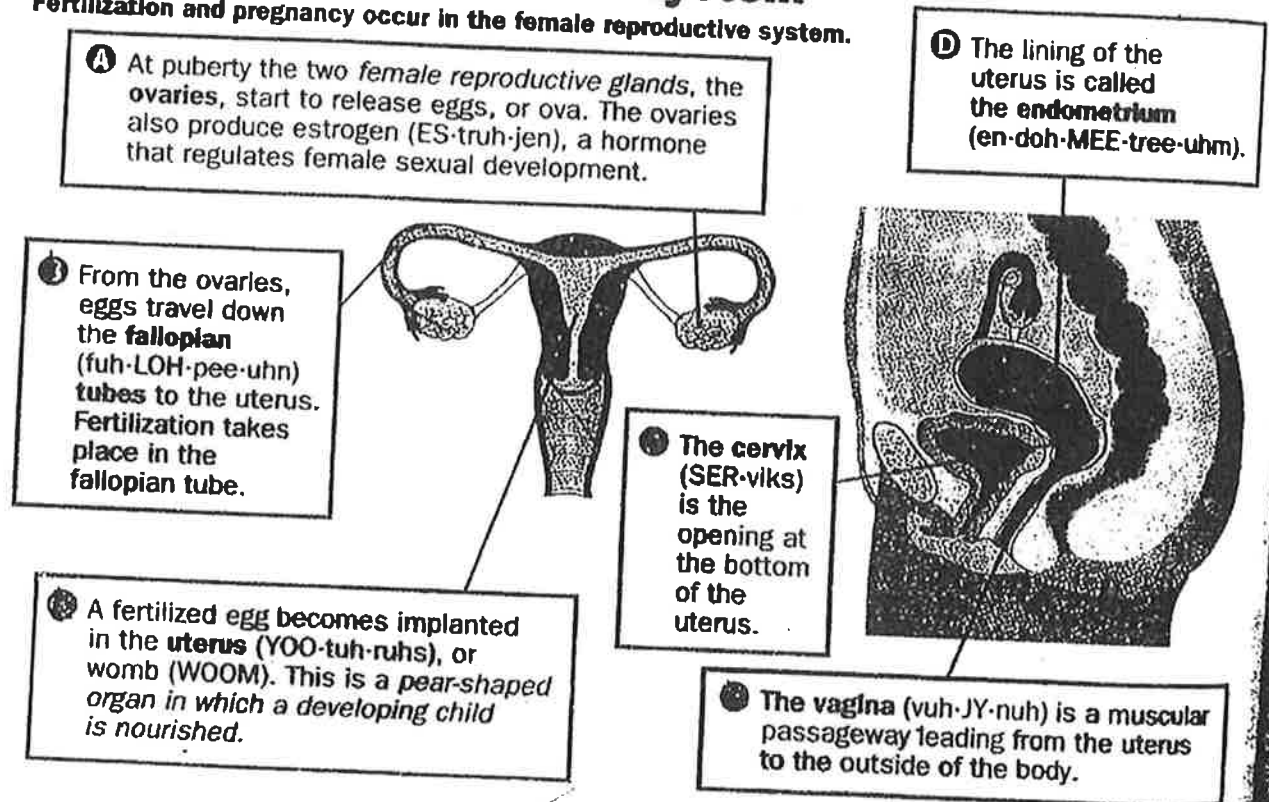 Fertilization and pregnancy occur in the female reproductive system.
A At puberty the two female reproductive glands, the
ovaries, start to release eggs, or ova. The ovaries
also produce estrogen (ES·truh·jen), a hormone
that regulates female sexual development.
D The lining of the
uterus is called
the endometrium
(en·doh·MEE·tree·uhm).
From the ovaries,
eggs travel down
the fallopian
(fuh·LOH·pee·uhn)
tubes to the uterus.
Fertilization takes
place in the
fallopian tube.
The cervix
(SER·viks)
is the
opening at
the bottom
of the
uterus.
A fertilized egg becomes implanted
in the uterus (YOO·tuh·ruhs), or
womb (WOOM). This is a pear-shaped
organ in which a developing child
is nourished.
The vagina (vuh·JY·nuh) is a muscular
passageway leading from the uterus
to the outside of the body.